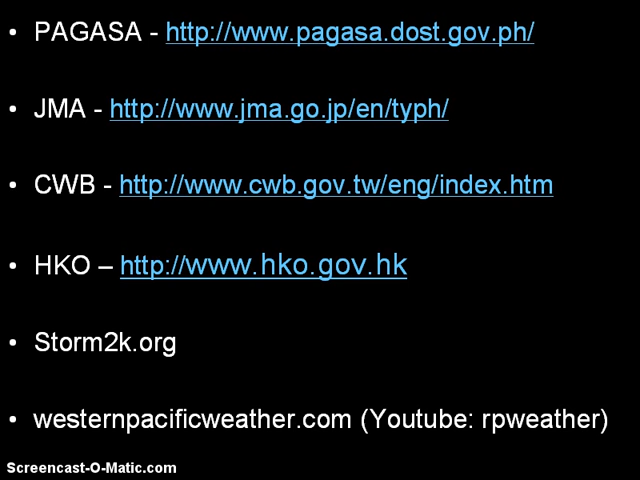 • PAGASA - http://www.pagasa.dost.gov.ph/
• JMA - http://www.jma.go.jp/en/typh/
• CWB - http://www.cwb.gov.tw/eng/index.htm
• HKO – http://www.hko.gov.hk
• Storm2k.org
• westernpacificweather.com (Youtube: rpweather)
Screencast-O-Matic.com